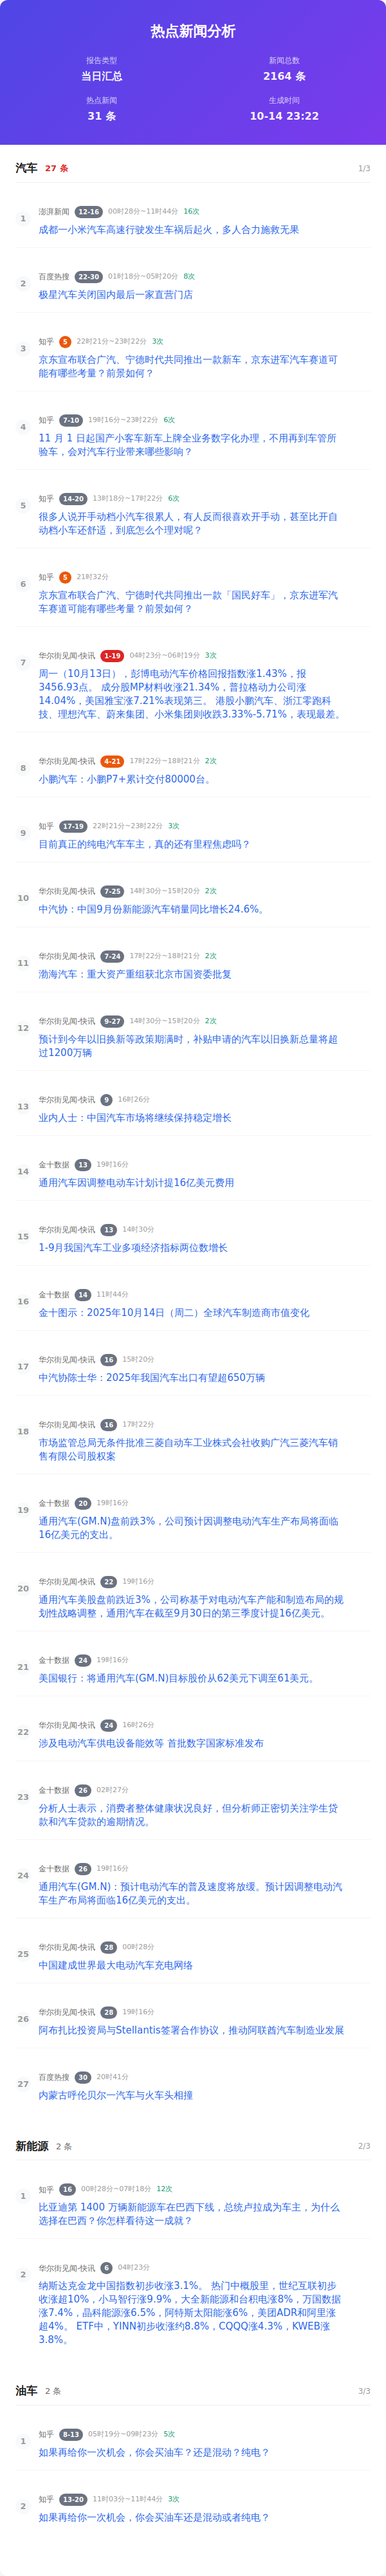 热点新闻分析
报告类型
新闻总数
当日汇总
2164 条
热点新闻
生成时间
31 条
10-14 23:22
汽车 27 条 1/3
1
澎湃新闻 12-16 00时28分~11时44分 16次
成都一小米汽车高速行驶发生车祸后起火，多人合力施救无果
2
百度热搜 22-30 01时18分~05时20分 8次
极星汽车关闭国内最后一家直营门店
3
知乎 5 22时21分~23时22分 3次
京东宣布联合广汽、宁德时代共同推出一款新车，京东进军汽车赛道可
能有哪些考量？前景如何？
4
知乎 7-10 19时16分~23时22分 6次
11 月 1 日起国产小客车新车上牌全业务数字化办理，不用再到车管所
验车，会对汽车行业带来哪些影响？
5
知乎 14-20 13时18分~17时22分 6次
很多人说开手动档小汽车很累人，有人反而很喜欢开手动，甚至比开自
动档小车还舒适，到底怎么个理对呢？
6
知乎 5 21时32分
京东宣布联合广汽、宁德时代共同推出一款「国民好车」，京东进军汽
车赛道可能有哪些考量？前景如何？
7
华尔街见闻-快讯 1-19 04时23分~06时19分 3次
周一（10月13日），彭博电动汽车价格回报指数涨1.43%，报
3456.93点。 成分股MP材料收涨21.34%，普拉格动力公司涨
14.04%，美国雅宝涨7.21%表现第三。 港股小鹏汽车、浙江零跑科
技、理想汽车、蔚来集团、小米集团则收跌3.33%-5.71%，表现最差。
8
华尔街见闻-快讯 4-21 17时22分~18时21分 2次
小鹏汽车：小鹏P7+累计交付80000台。
9
知乎 17-19 22时21分~23时22分 3次
目前真正的纯电汽车车主，真的还有里程焦虑吗？
10
华尔街见闻-快讯 7-25 14时30分~15时20分 2次
中汽协：中国9月份新能源汽车销量同比增长24.6%。
11
华尔街见闻-快讯 7-24 17时22分~18时21分 2次
渤海汽车：重大资产重组获北京市国资委批复
12
华尔街见闻-快讯 9-27 14时30分~15时20分 2次
预计到今年以旧换新等政策期满时，补贴申请的汽车以旧换新总量将超
过1200万辆
13
华尔街见闻-快讯 9 16时26分
业内人士：中国汽车市场将继续保持稳定增长
14
金十数据 13 19时16分
通用汽车因调整电动车计划计提16亿美元费用
15
华尔街见闻-快讯 13 14时30分
1-9月我国汽车工业多项经济指标两位数增长
16
金十数据 14 11时44分
金十图示：2025年10月14日（周二）全球汽车制造商市值变化
17
华尔街见闻-快讯 16 15时20分
中汽协陈士华：2025年我国汽车出口有望超650万辆
18
华尔街见闻-快讯 16 17时22分
市场监管总局无条件批准三菱自动车工业株式会社收购广汽三菱汽车销
售有限公司股权案
19
金十数据 20 19时16分
通用汽车(GM.N)盘前跌3%，公司预计因调整电动汽车生产布局将面临
16亿美元的支出。
20
华尔街见闻-快讯 22 19时16分
通用汽车美股盘前跌近3%，公司称基于对电动汽车产能和制造布局的规
划性战略调整，通用汽车在截至9月30日的第三季度计提16亿美元。
21
金十数据 24 19时16分
美国银行：将通用汽车(GM.N)目标股价从62美元下调至61美元。
22
华尔街见闻-快讯 24 16时26分
涉及电动汽车供电设备能效等 首批数字国家标准发布
23
金十数据 26 02时27分
分析人士表示，消费者整体健康状况良好，但分析师正密切关注学生贷
款和汽车贷款的逾期情况。
24
金十数据 26 19时16分
通用汽车(GM.N)：预计电动汽车的普及速度将放缓。预计因调整电动汽
车生产布局将面临16亿美元的支出。
25
华尔街见闻-快讯 28 00时28分
中国建成世界最大电动汽车充电网络
26
华尔街见闻-快讯 28 19时16分
阿布扎比投资局与Stellantis签署合作协议，推动阿联酋汽车制造业发展
27
百度热搜 30 20时41分
内蒙古呼伦贝尔一汽车与火车头相撞
新能源 2 条 2/3
1
知乎 16 00时28分~07时18分 12次
比亚迪第 1400 万辆新能源车在巴西下线，总统卢拉成为车主，为什么
选择在巴西？你怎样看待这一成就？
2
华尔街见闻-快讯 6 04时23分
纳斯达克金龙中国指数初步收涨3.1%。 热门中概股里，世纪互联初步
收涨超10%，小马智行涨9.9%，大全新能源和台积电涨8%，万国数据
涨7.4%，晶科能源涨6.5%，阿特斯太阳能涨6%，美团ADR和阿里涨
超4%。 ETF中，YINN初步收涨约8.8%，CQQQ涨4.3%，KWEB涨
3.8%。
油车 2 条 3/3
1
知乎 8-13 05时19分~09时23分 5次
如果再给你一次机会，你会买油车？还是混动？纯电？
2
知乎 13-20 11时03分~11时44分 3次
如果再给你一次机会，你会买油车还是混动或者纯电？